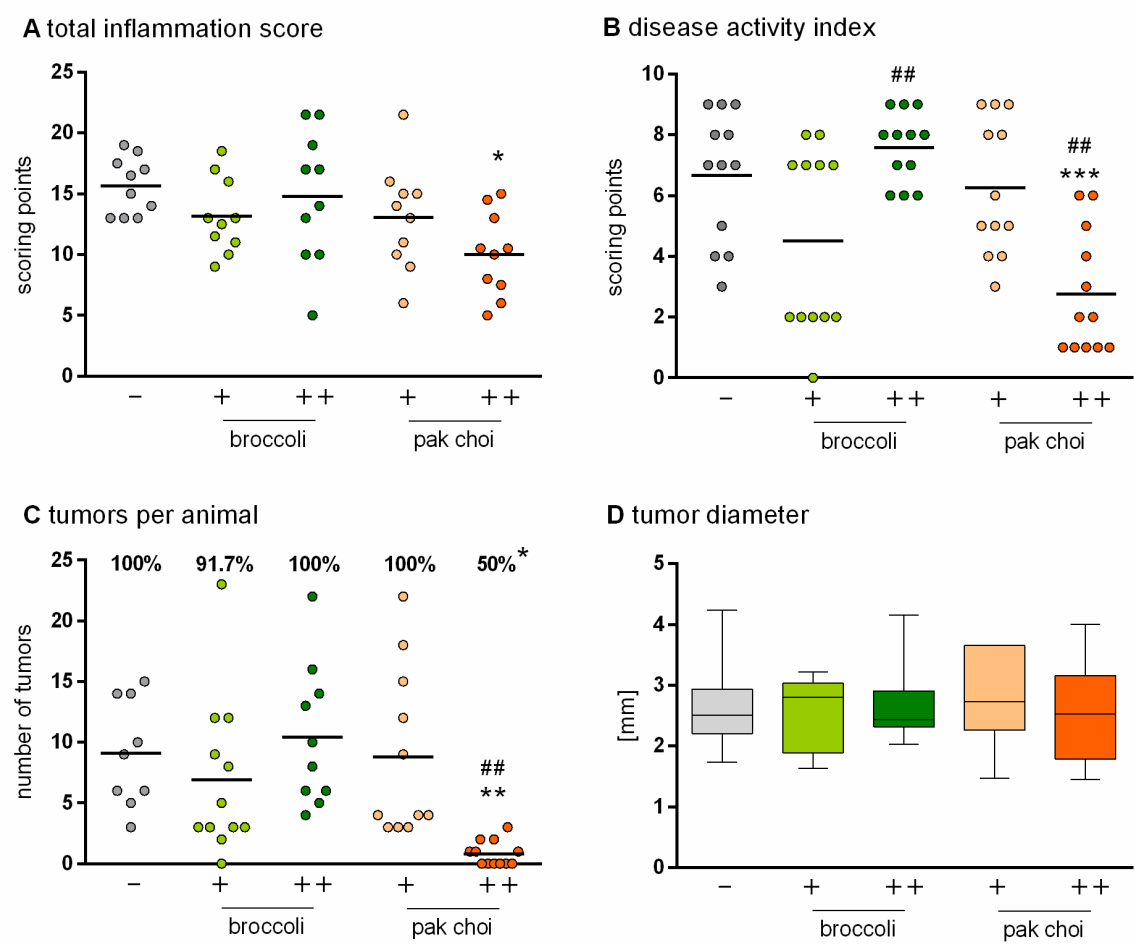 A total inflammation score
25
20
15
10
5
0
scoring points
*
− + ++ + ++
broccoli pak choi
B disease activity index
10
8
6
4
2
0
scoring points
##
##
***
− + ++ + ++
broccoli pak choi
C tumors per animal
100% 91.7% 100% 100% 50%*
25
20
15
10
5
0
number of tumors
##
**
− + ++ + ++
broccoli pak choi
D tumor diameter
5
4
3
2
1
0
[mm]
− + ++ + ++
broccoli pak choi